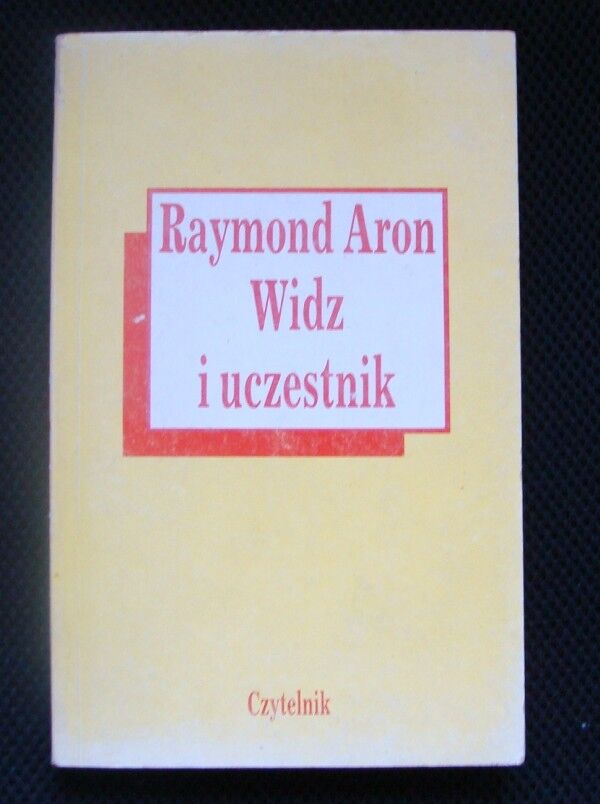 Raymond Aron
Widz
i uczestnik
Czytelnik